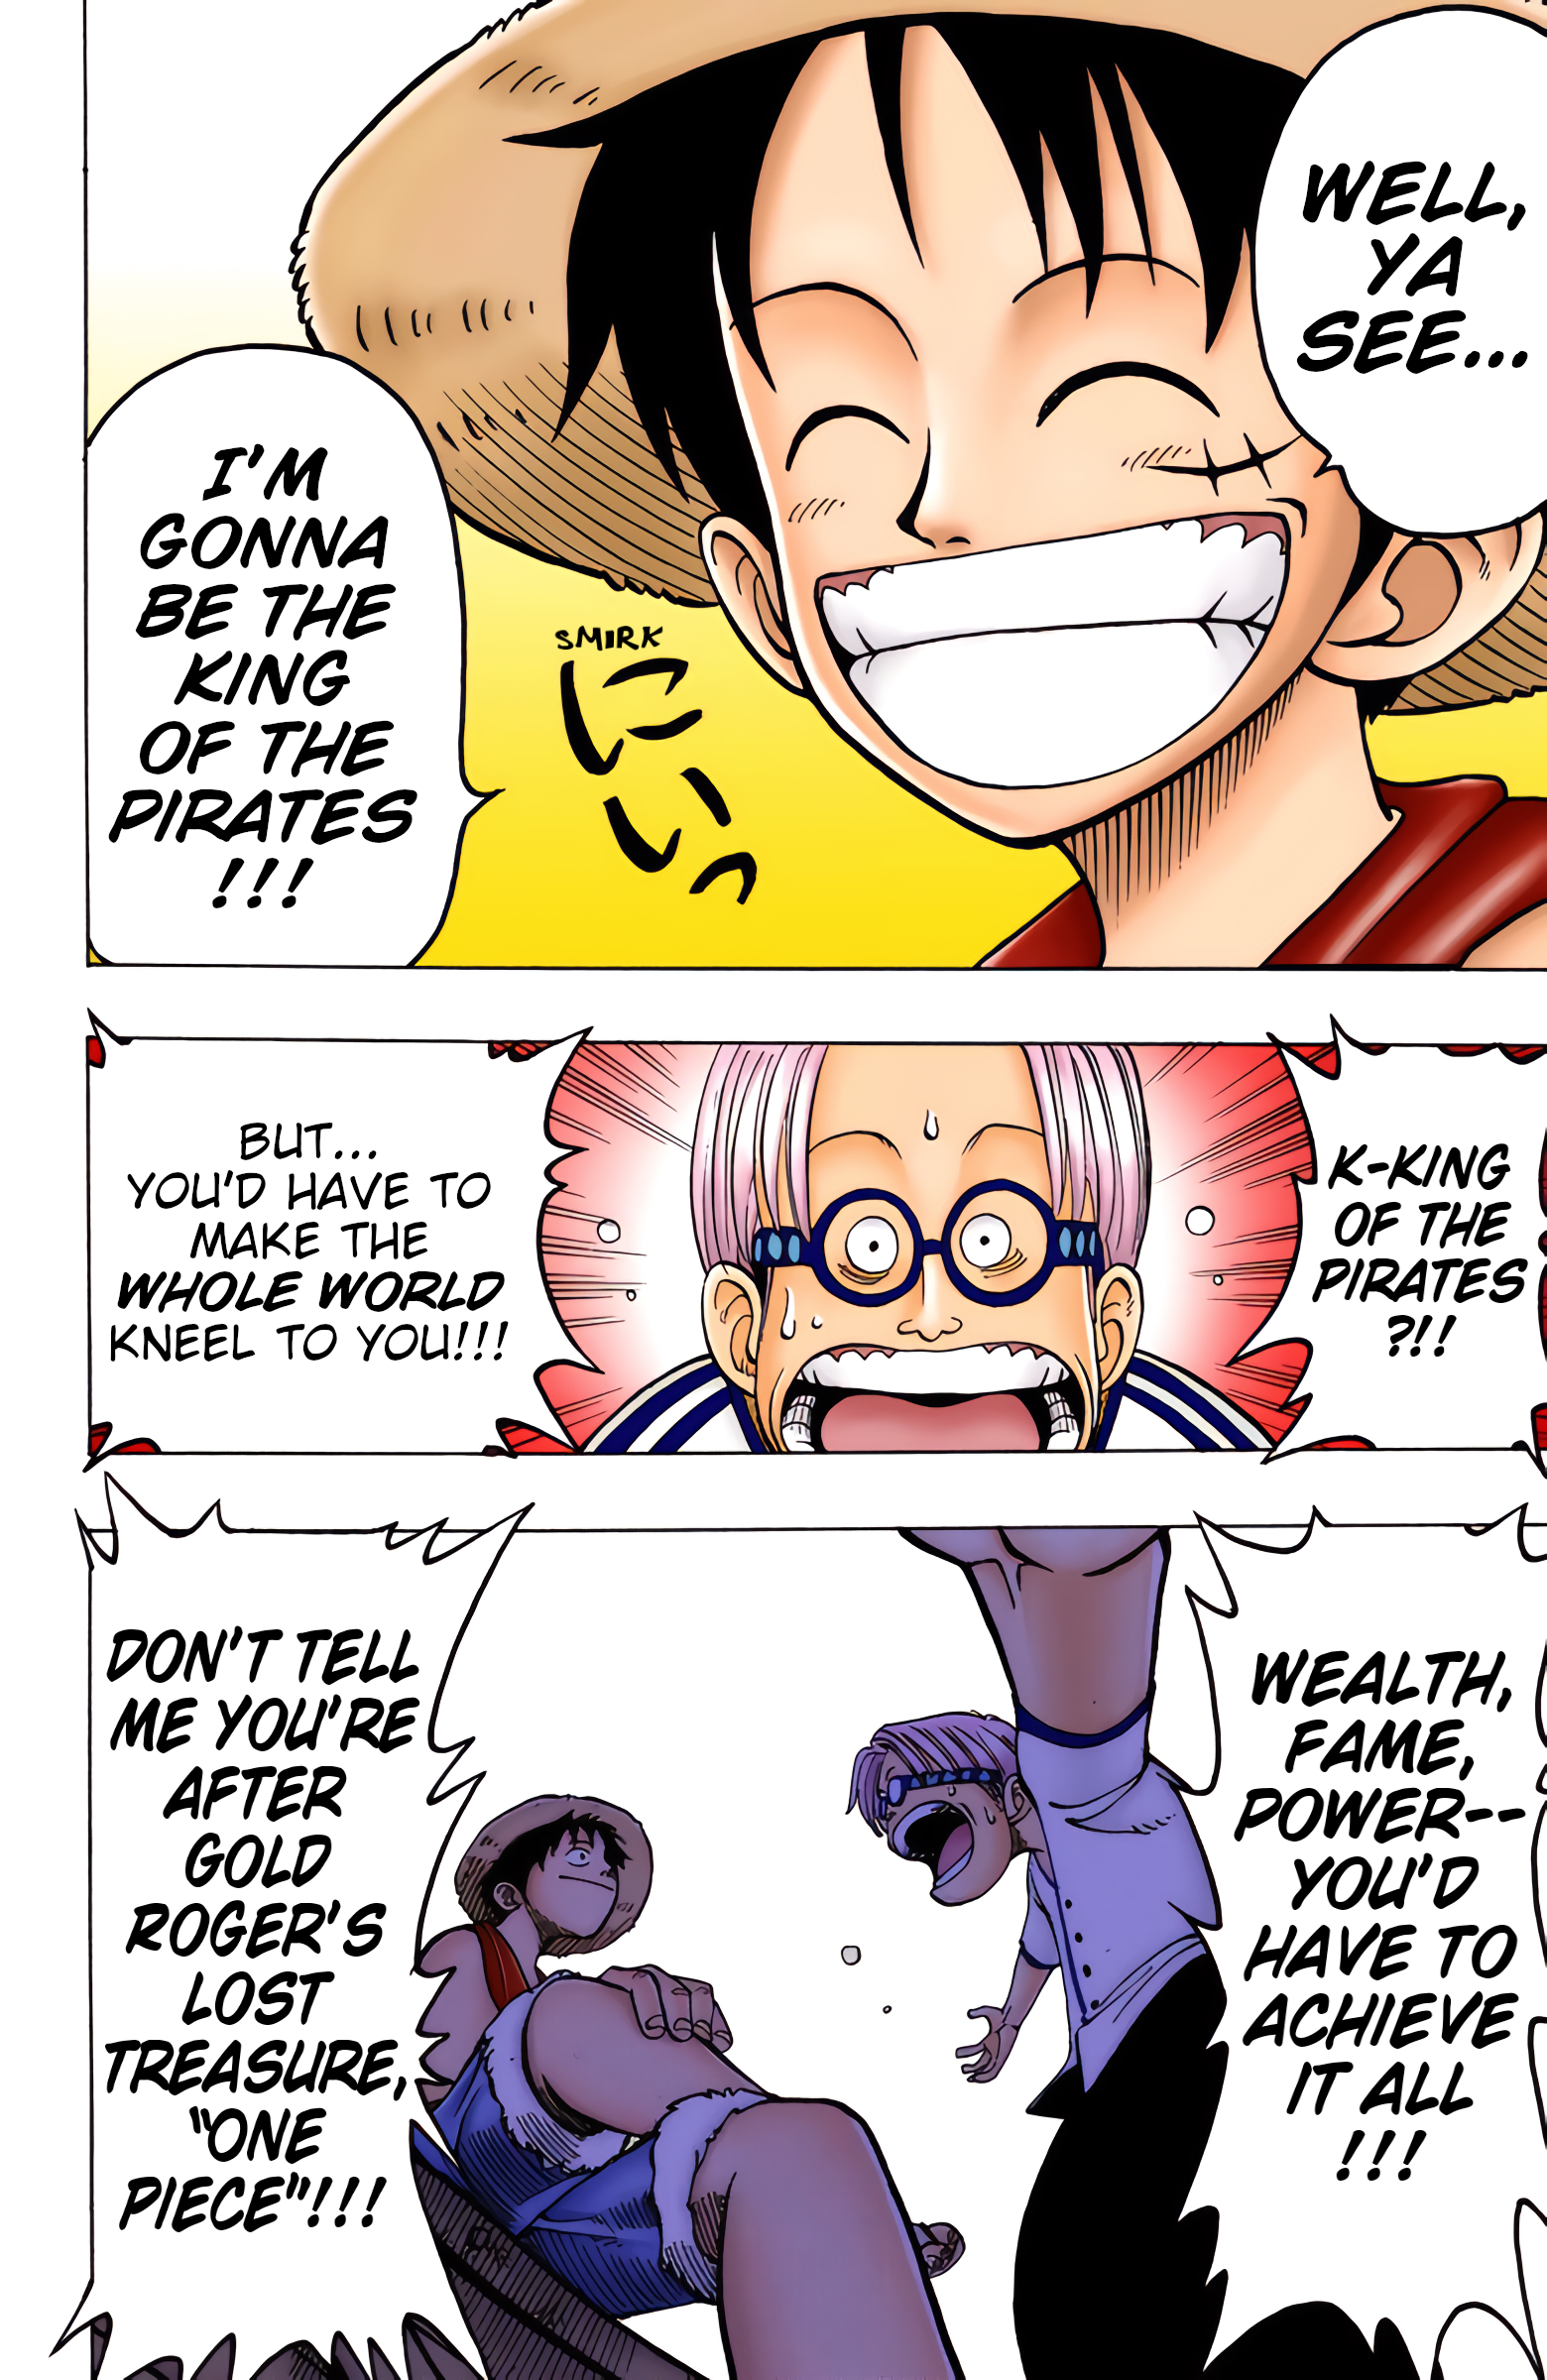 WELL,
YA
SEE...
I'M
GONNA
BE THE
KING
OF THE
PIRATES
!!!
SMIRK
にいっ
K-KING
OF THE
PIRATES
?!!
BUT...
YOU'D HAVE TO
MAKE THE
WHOLE WORLD
KNEEL TO YOU!!!
WEALTH,
FAME,
POWER--
YOU'D
HAVE TO
ACHIEVE
IT ALL
!!!
DON'T TELL
ME YOU'RE
AFTER
GOLD
ROGER'S
LOST
TREASURE,
"ONE
PIECE"!!!